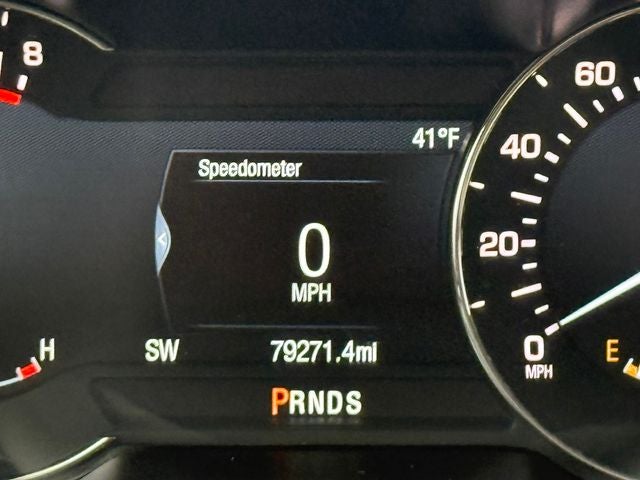 8
60
41°F
40
Speedometer
20
0
MPH
H
SW
79271.4mi
0
MPH
E
PRNDS